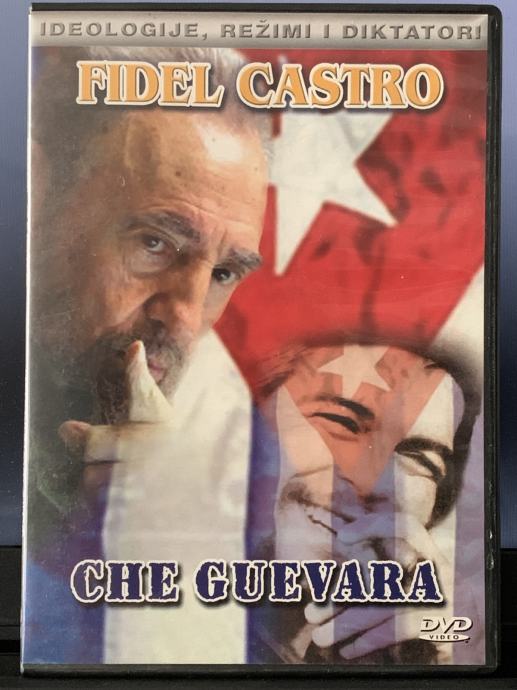 IDEOLOGIJE, REŽIMI I DIKTATORI
FIDEL CASTRO
CHE GUEVARA
DVD
VIDEO